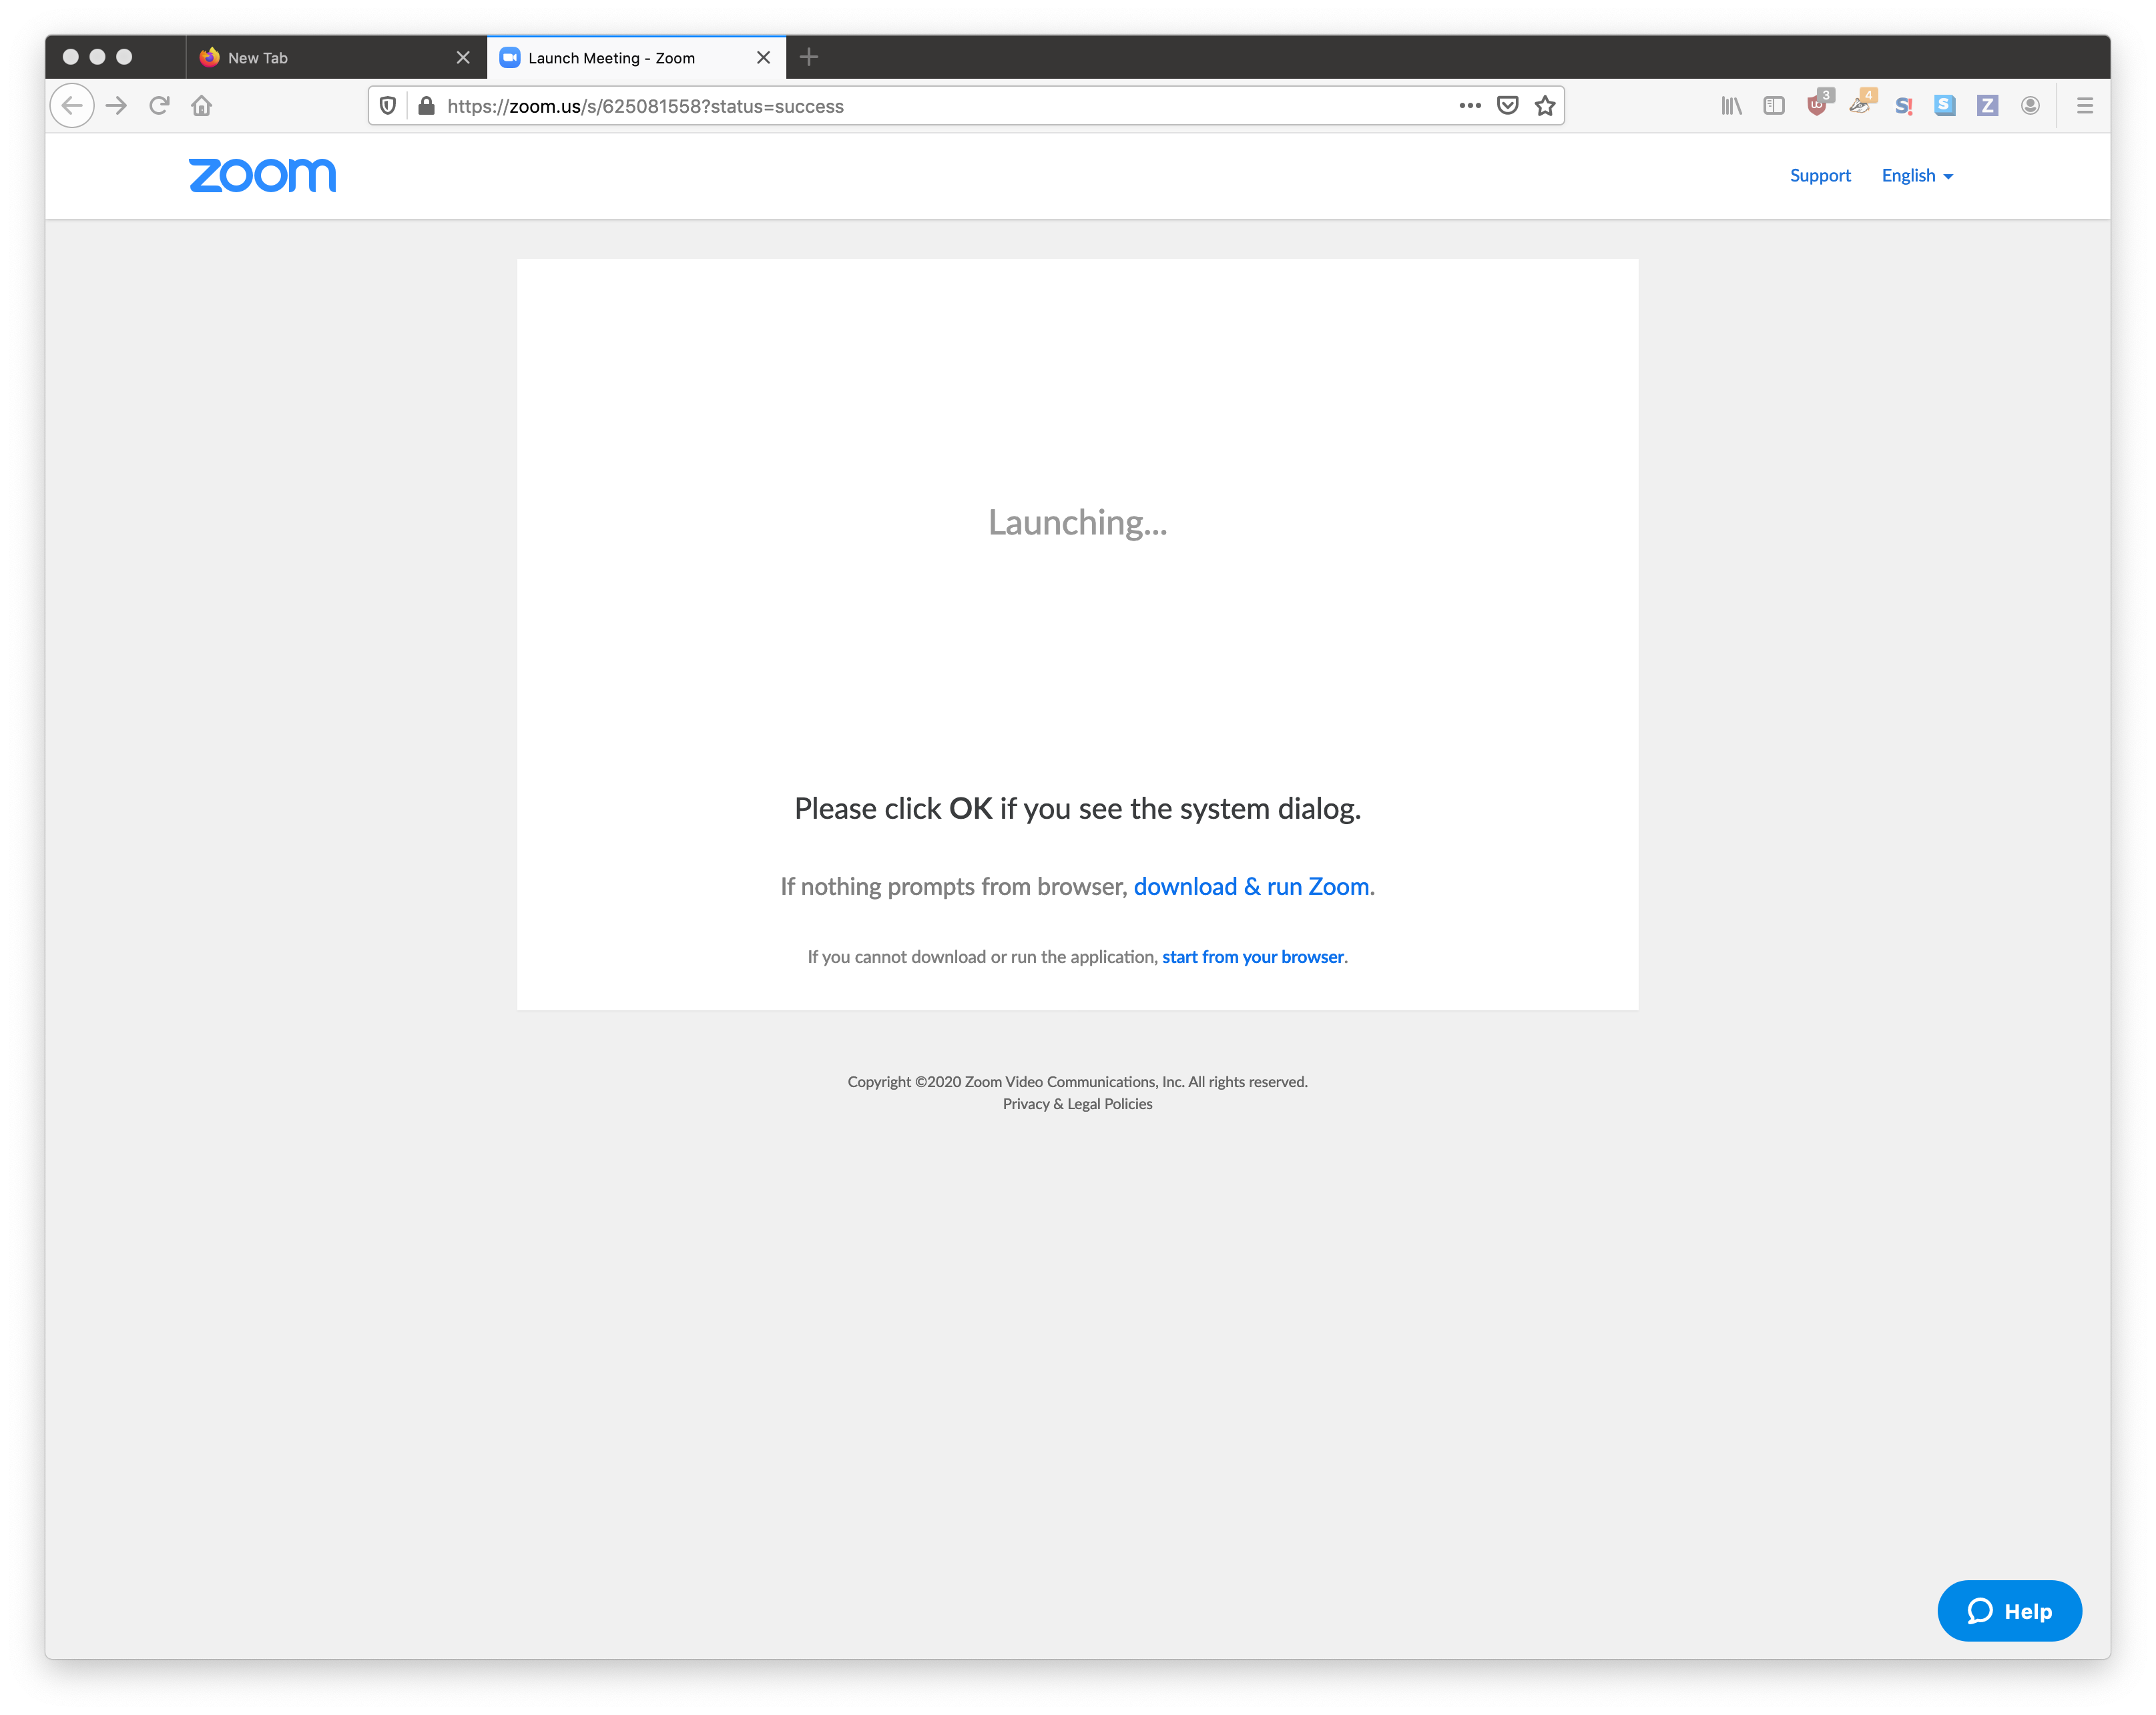 New Tab
Launch Meeting - Zoom
https://zoom.us/s/625081558?status=success
3
4
S!
S
Z
zoom
Support
English
Launching...
Please click OK if you see the system dialog.
If nothing prompts from browser, download & run Zoom.
If you cannot download or run the application, start from your browser.
Copyright ©2020 Zoom Video Communications, Inc. All rights reserved.
Privacy & Legal Policies
Help